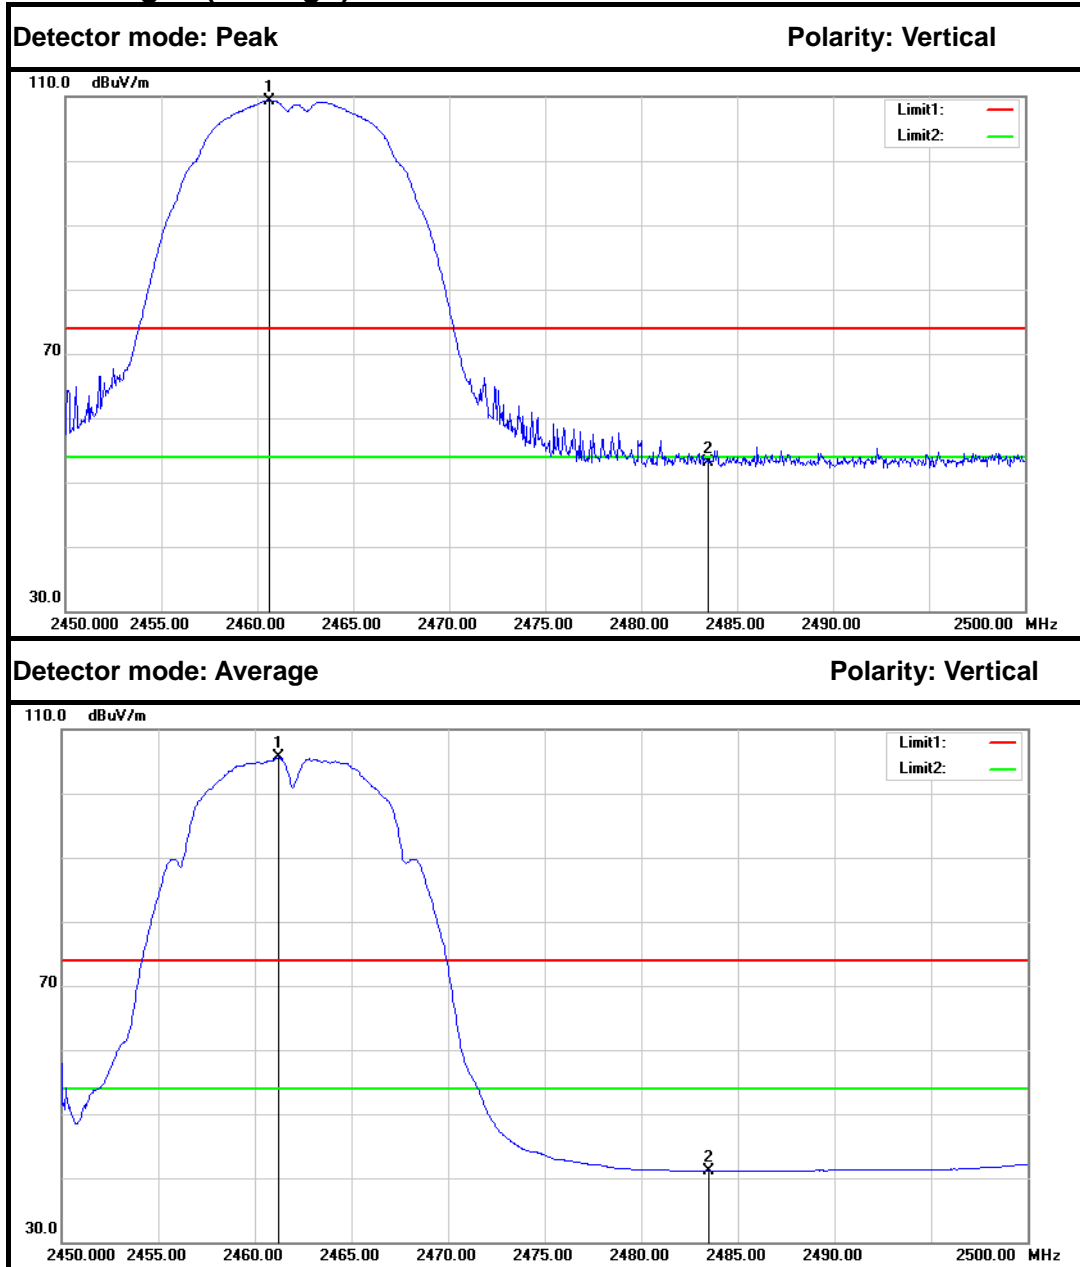 Detector mode: Peak Polarity: Vertical
110.0 dBuV/m
1
Limit1:
Limit2:
70
2
30.0
2450.000 2455.00 2460.00 2465.00 2470.00 2475.00 2480.00 2485.00 2490.00 2500.00 MHz
Detector mode: Average Polarity: Vertical
110.0 dBuV/m
1
Limit1:
Limit2:
70
2
30.0
2450.000 2455.00 2460.00 2465.00 2470.00 2475.00 2480.00 2485.00 2490.00 2500.00 MHz